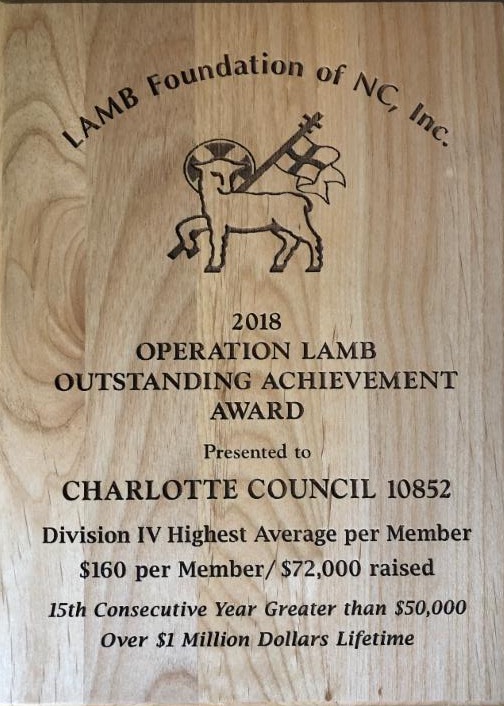 LAMB Foundation of NC, Inc.
2018
OPERATION LAMB
OUTSTANDING ACHIEVEMENT
AWARD
Presented to
CHARLOTTE COUNCIL 10852
Division IV Highest Average per Member
$160 per Member/$72,000 raised
15th Consecutive Year Greater than $50,000
Over $1 Million Dollars Lifetime